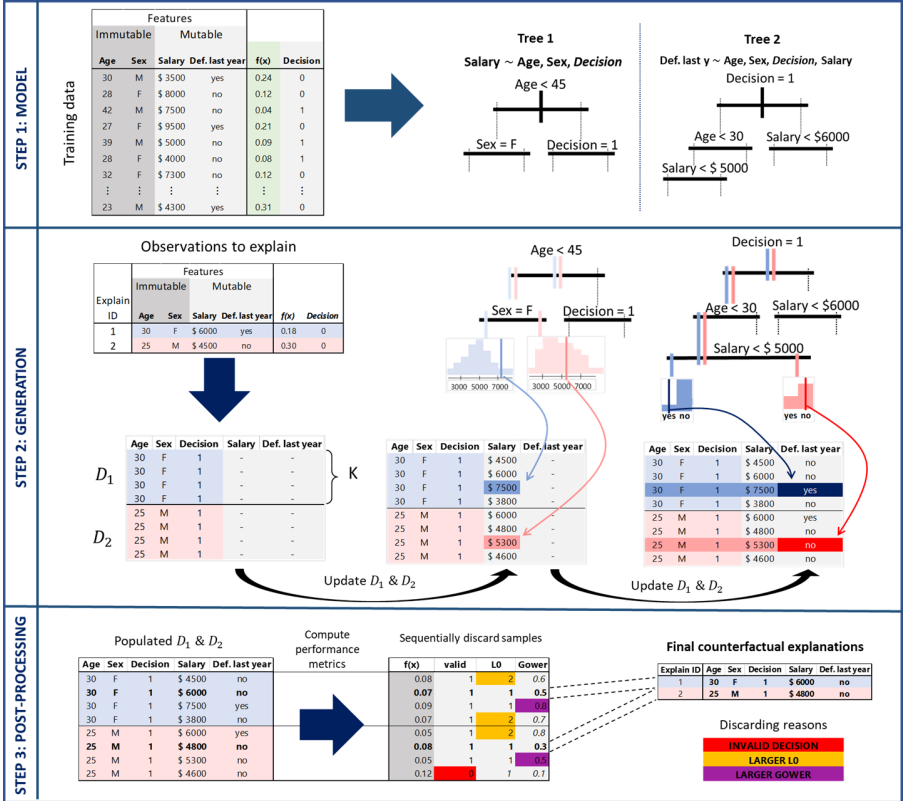 STEP 1: MODEL
Training data
Features
Immutable Mutable
Age Sex Salary Def. last year f(x) Decision
30 M $ 3500 yes 0.24 0
28 F $ 8000 no 0.12 0
42 M $ 7500 no 0.04 1
27 F $ 9500 yes 0.21 0
39 M $ 5000 no 0.09 1
28 F $ 4000 no 0.08 1
32 F $ 7300 no 0.12 0
⋮ ⋮ ⋮ ⋮ ⋮ ⋮
23 M $ 4300 yes 0.31 0
Tree 1
Salary ~ Age, Sex, Decision
Age < 45
Sex = F
Decision = 1
Tree 2
Def. last y ~ Age, Sex, Decision, Salary
Decision = 1
Age < 30
Salary < $6000
Salary < $ 5000
STEP 2: GENERATION
Observations to explain
Features
Immutable Mutable
Explain ID
Age Sex Salary Def. last year f(x) Decision
1 30 F $ 6000 yes 0.18 0
2 25 M $ 4500 no 0.30 0
Age < 45
Sex = F
Decision = 1
3000 5000 7000
3000 5000 7000
Decision = 1
Age < 30
Salary < $6000
Salary < $ 5000
yes no
yes no
Age Sex Decision Salary Def. last year
D₁
30 F 1 - -
30 F 1 - -
30 F 1 - -
30 F 1 - -
K
D₂
25 M 1 - -
25 M 1 - -
25 M 1 - -
25 M 1 - -
Update D₁ & D₂
Age Sex Decision Salary Def. last year
30 F 1 $ 4500 -
30 F 1 $ 6000 -
30 F 1 $ 7500 -
30 F 1 $ 3800 -
25 M 1 $ 6000 -
25 M 1 $ 4800 -
25 M 1 $ 5300 -
25 M 1 $ 4600 -
Update D₁ & D₂
Age Sex Decision Salary Def. last year
30 F 1 $ 4500 no
30 F 1 $ 6000 no
30 F 1 $ 7500 yes
30 F 1 $ 3800 no
25 M 1 $ 6000 yes
25 M 1 $ 4800 no
25 M 1 $ 5300 no
25 M 1 $ 4600 no
STEP 3: POST-PROCESSING
Populated D₁ & D₂
Age Sex Decision Salary Def. last year
30 F 1 $ 4500 no
30 F 1 $ 6000 no
30 F 1 $ 7500 yes
30 F 1 $ 3800 no
25 M 1 $ 6000 yes
25 M 1 $ 4800 no
25 M 1 $ 5300 no
25 M 1 $ 4600 no
Compute
performance
metrics
Sequentially discard samples
f(x) valid L0 Gower
0.08 1 2 0.6
0.07 1 1 0.5
0.09 1 1 0.8
0.07 1 2 0.7
0.05 1 2 0.8
0.08 1 1 0.3
0.05 1 1 0.5
0.12 0 1 0.1
Final counterfactual explanations
Explain ID Age Sex Decision Salary Def. last year
1 30 F 1 $ 6000 no
2 25 M 1 $ 4800 no
Discarding reasons
INVALID DECISION
LARGER L0
LARGER GOWER